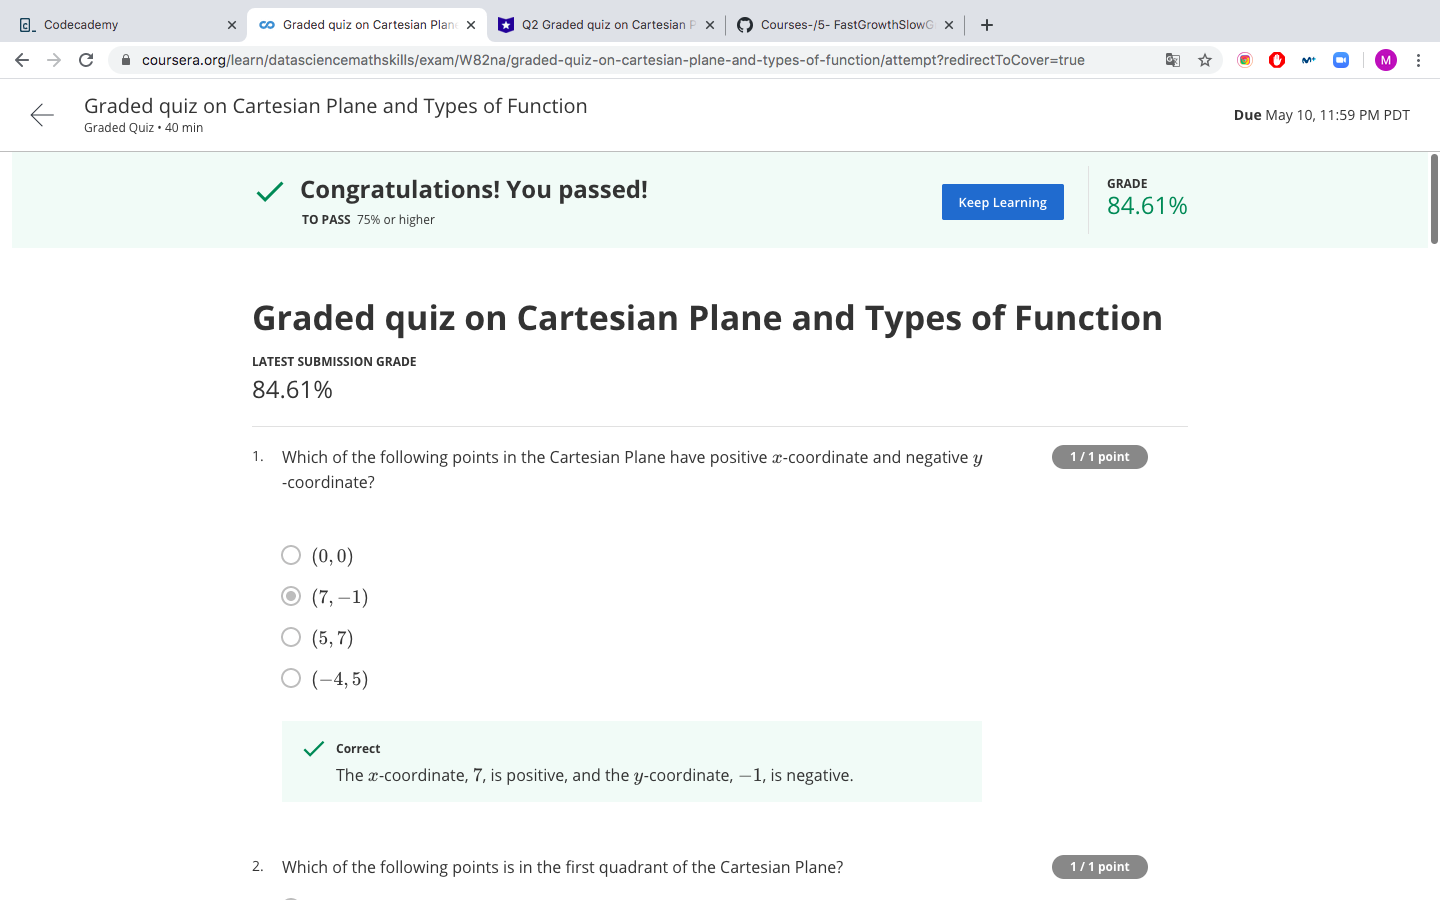 Codecademy
Graded quiz on Cartesian Plan
Q2 Graded quiz on Cartesian P
Courses-/5- FastGrowthSlowG
coursera.org/learn/datasciencemathskills/exam/W82na/graded-quiz-on-cartesian-plane-and-types-of-function/attempt?redirectToCover=true
M
Graded quiz on Cartesian Plane and Types of Function
Graded Quiz • 40 min
Due May 10, 11:59 PM PDT
Congratulations! You passed!
TO PASS 75% or higher
Keep Learning
GRADE
84.61%
Graded quiz on Cartesian Plane and Types of Function
LATEST SUBMISSION GRADE
84.61%
1. Which of the following points in the Cartesian Plane have positive x-coordinate and negative y
-coordinate?
1 / 1 point
(0, 0)
(7, −1)
(5, 7)
(−4, 5)
Correct
The x-coordinate, 7, is positive, and the y-coordinate, −1, is negative.
2. Which of the following points is in the first quadrant of the Cartesian Plane?
1 / 1 point